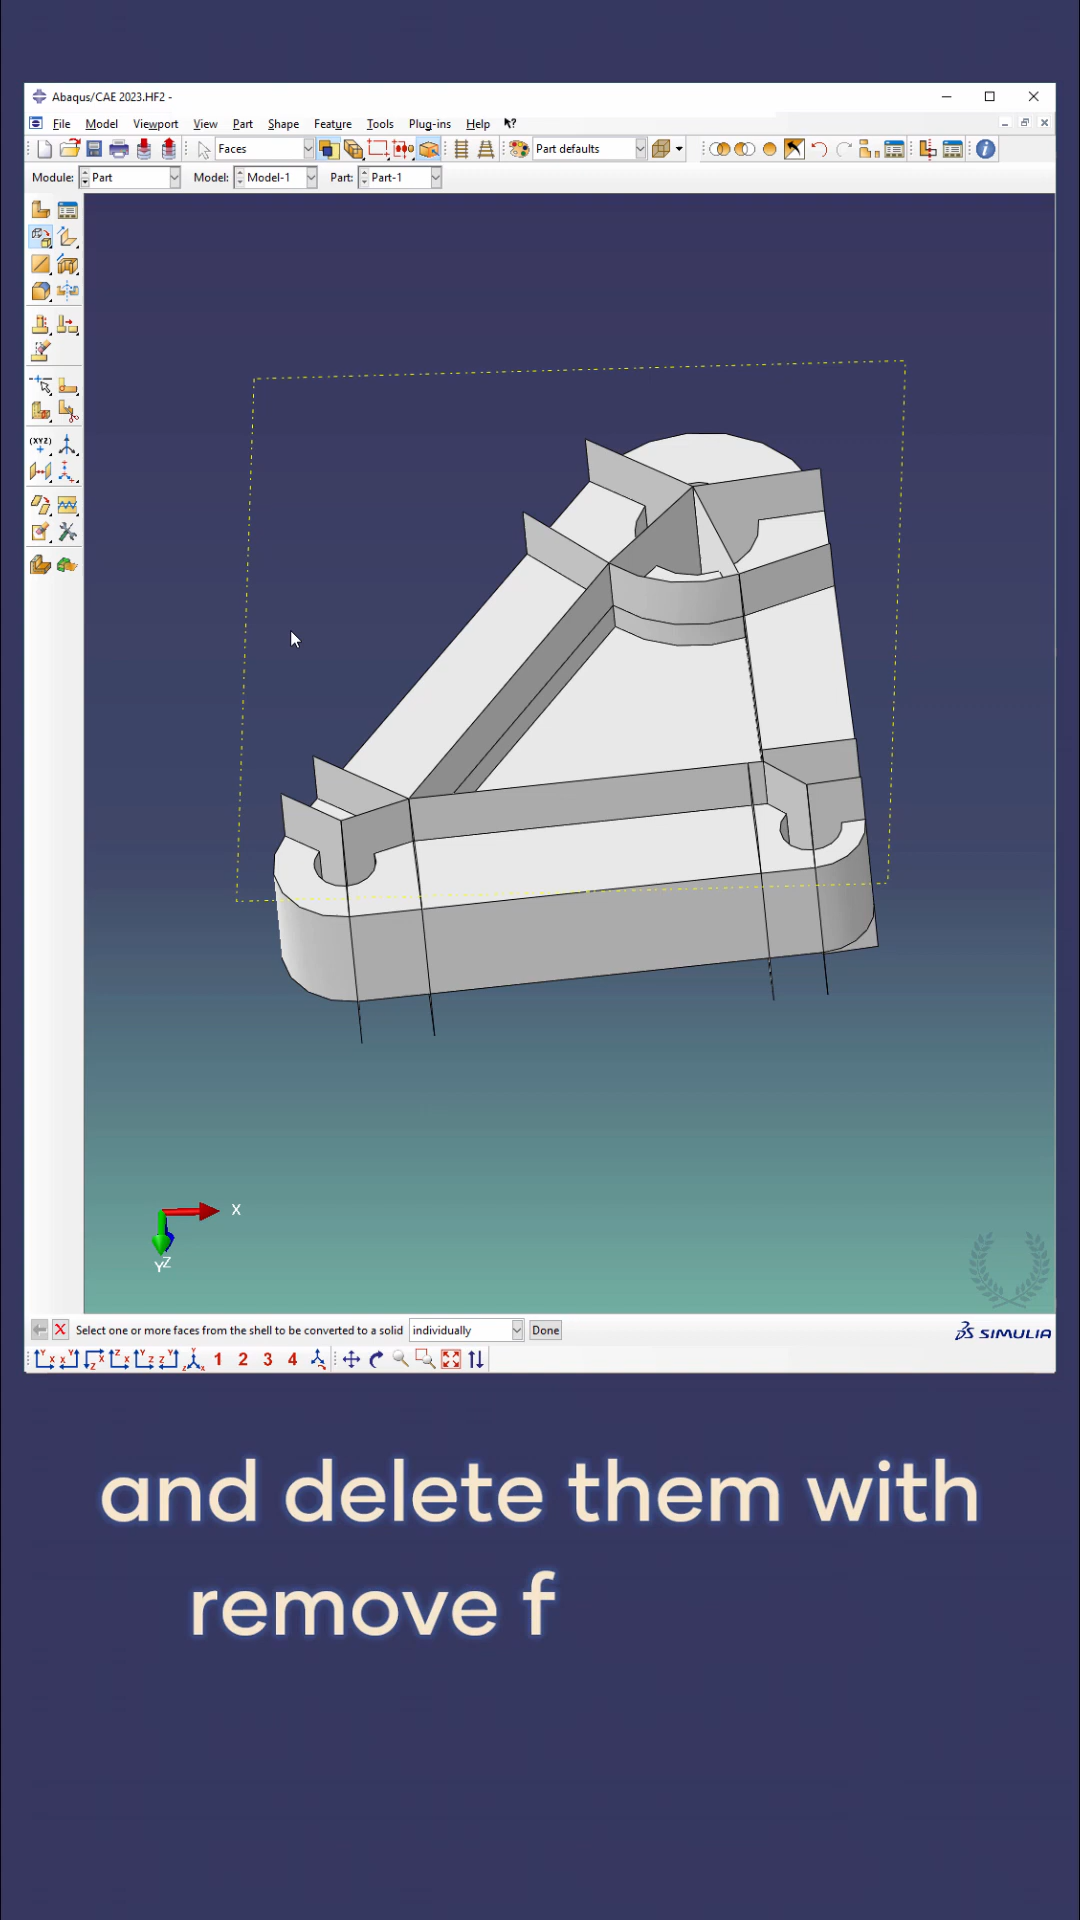 Abaqus/CAE 2023.HF2 -
File Model Viewport View Part Shape Feature Tools Plug-ins Help
Faces Part defaults
Module: Part Model: Model-1 Part: Part-1
(XYZ)
X
Y Z
Select one or more faces from the shell to be converted to a solid individually Done
SIMULIA
1 2 3 4
and delete them with
remove f